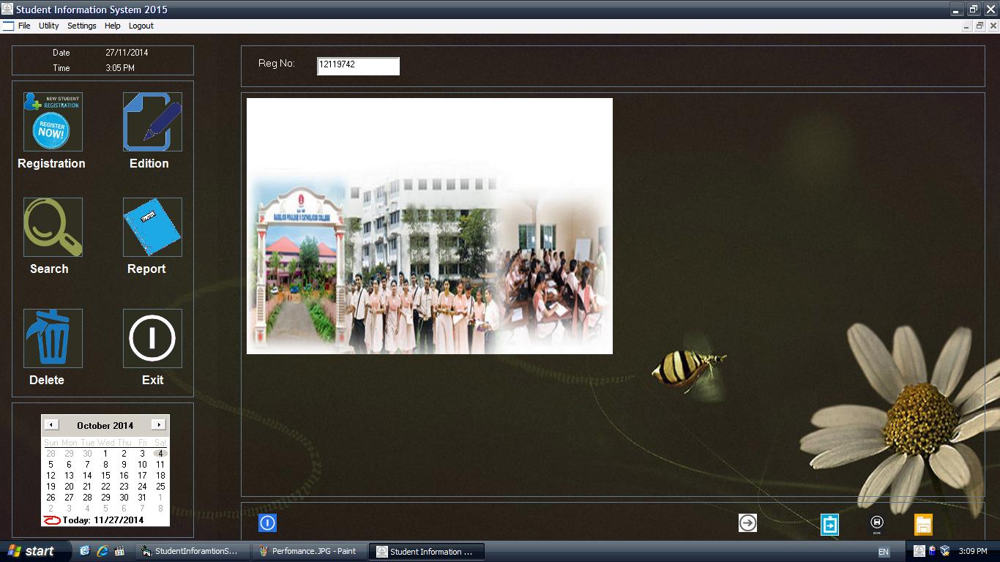 Student Information System 2015
File Utility Settings Help Logout
Date 27/11/2014
Time 3:05 PM
Reg No: 12119742
NEW STUDENT
REGISTRATION
REGISTER
NOW!
Registration Edition
BASELIOS POULOSE II CATHOLICOS COLLEGE
Search Report
Delete Exit
October 2014
Sun Mon Tue Wed Thu Fri Sat
28 29 30 1 2 3 4
5 6 7 8 9 10 11
12 13 14 15 16 17 18
19 20 21 22 23 24 25
26 27 28 29 30 31 1
2 3 4 5 6 7 8
Today: 11/27/2014
start StudentInforamtionS... Perfomance.JPG - Paint Student Information ... EN 3:09 PM